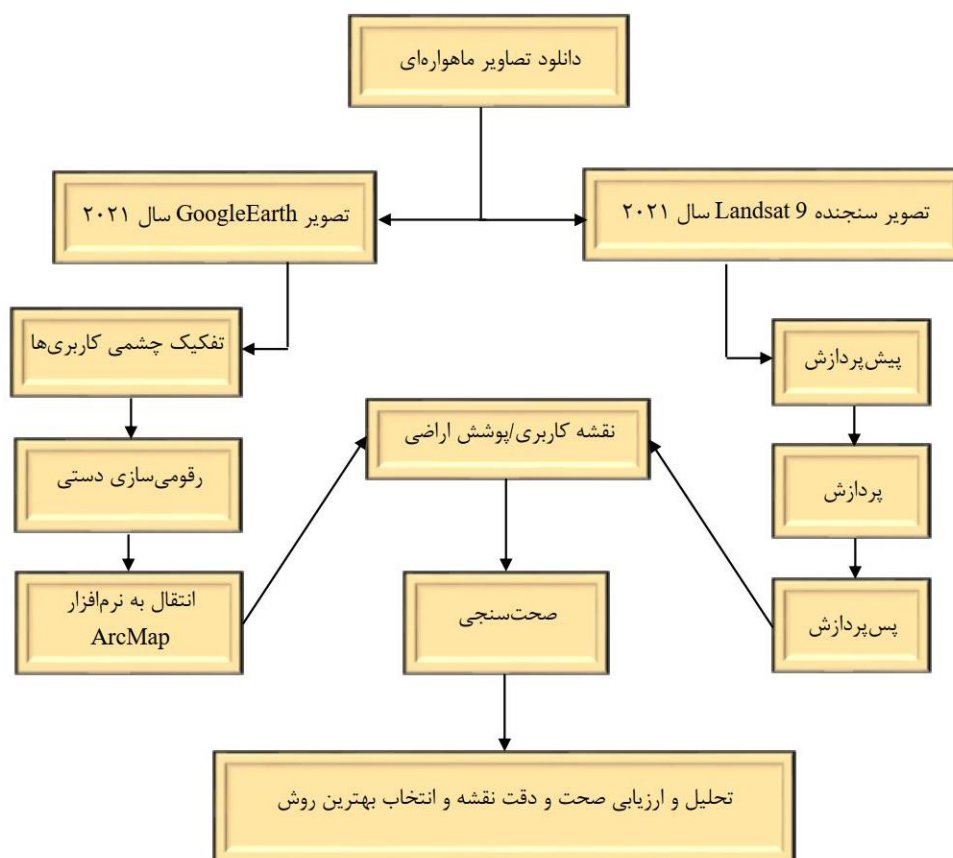 دانلود تصاویر ماهواره‌ای
تصویر سنجنده Landsat 9 سال ۲۰۲۱
تصویر GoogleEarth سال ۲۰۲۱
پیش‌پردازش
تفکیک چشمی کاربری‌ها
نقشه کاربری/پوشش اراضی
پردازش
رقومی‌سازی دستی
پس‌پردازش
صحت‌سنجی
انتقال به نرم‌افزار
ArcMap
تحلیل و ارزیابی صحت و دقت نقشه و انتخاب بهترین روش